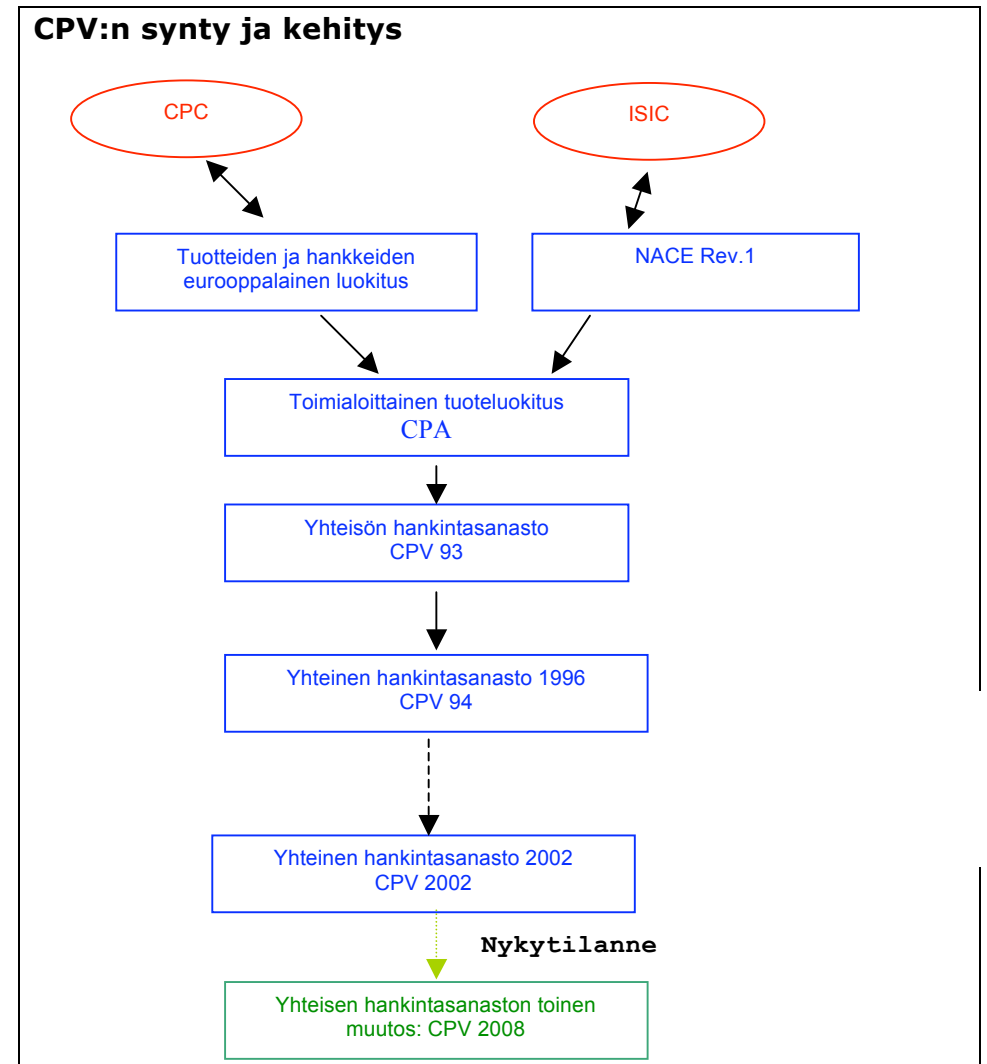 CPV:n synty ja kehitys
CPC
ISIC
Tuotteiden ja hankkeiden
eurooppalainen luokitus
NACE Rev.1
Toimialoittainen tuoteluokitus
CPA
Yhteisön hankintasanasto
CPV 93
Yhteinen hankintasanasto 1996
CPV 94
Yhteinen hankintasanasto 2002
CPV 2002
Nykytilanne
Yhteisen hankintasanaston toinen
muutos: CPV 2008